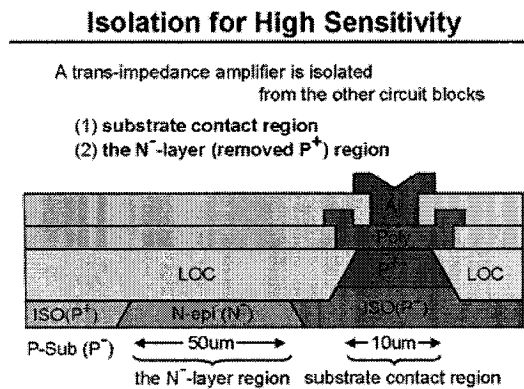 Isolation for High Sensitivity
A trans-impedance amplifier is isolated
from the other circuit blocks
(1) substrate contact region
(2) the N⁻-layer (removed P⁺) region
Al
Poly
P⁺
LOC
LOC
ISO(P⁺)
N-epi (N⁻)
ISO(P⁺)
P-Sub (P⁻)
50um
10um
the N⁻-layer region
substrate contact region